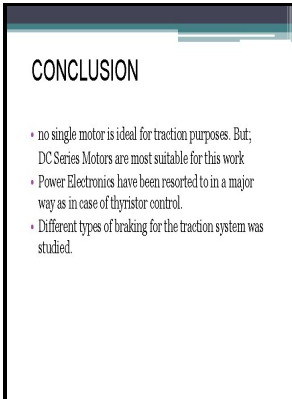 CONCLUSION
• no single motor is ideal for traction purposes. But;
DC Series Motors are most suitable for this work
• Power Electronics have been resorted to in a major
way as in case of thyristor control.
• Different types of braking for the traction system was
studied.